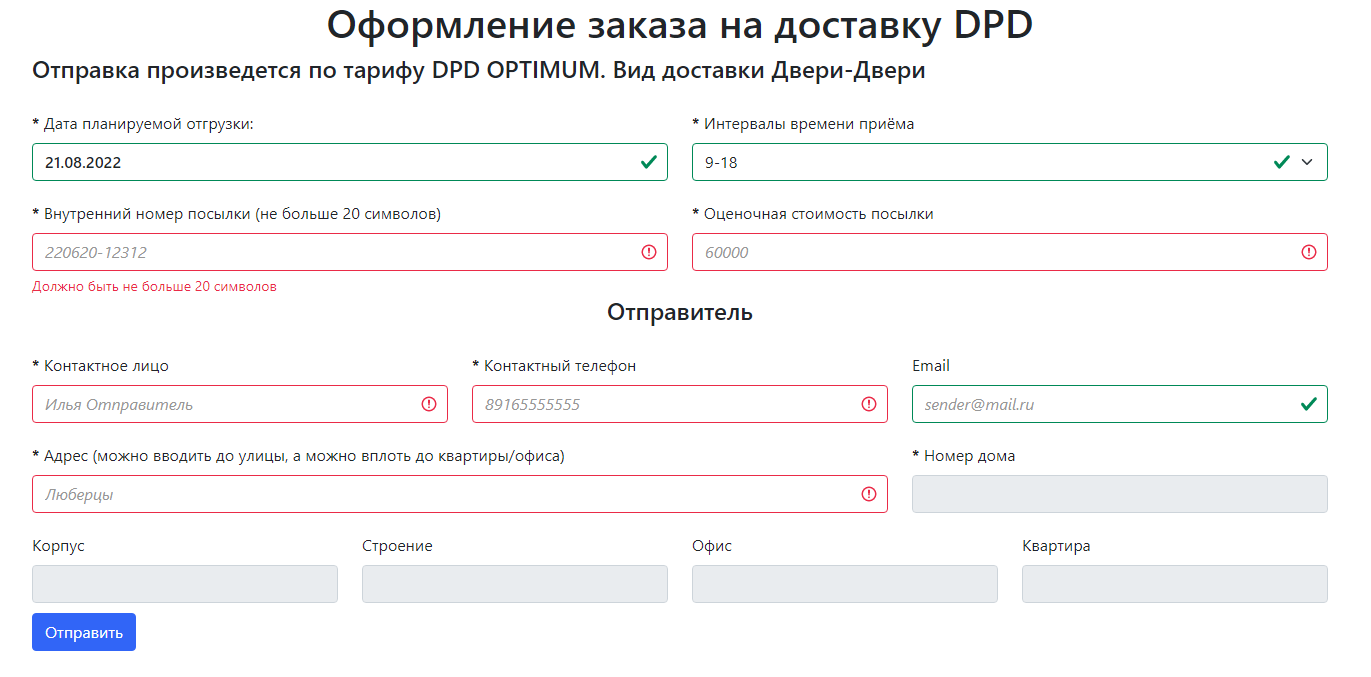 Оформление заказа на доставку DPD
Отправка произведется по тарифу DPD OPTIMUM. Вид доставки Двери-Двери
* Дата планируемой отгрузки:
* Интервалы времени приёма
21.08.2022
9-18
* Внутренний номер посылки (не больше 20 символов)
* Оценочная стоимость посылки
220620-12312
60000
Должно быть не больше 20 символов
Отправитель
* Контактное лицо
* Контактный телефон
Email
Илья Отправитель
89165555555
sender@mail.ru
* Адрес (можно вводить до улицы, а можно вплоть до квартиры/офиса)
* Номер дома
Люберцы
Корпус
Строение
Офис
Квартира
Отправить